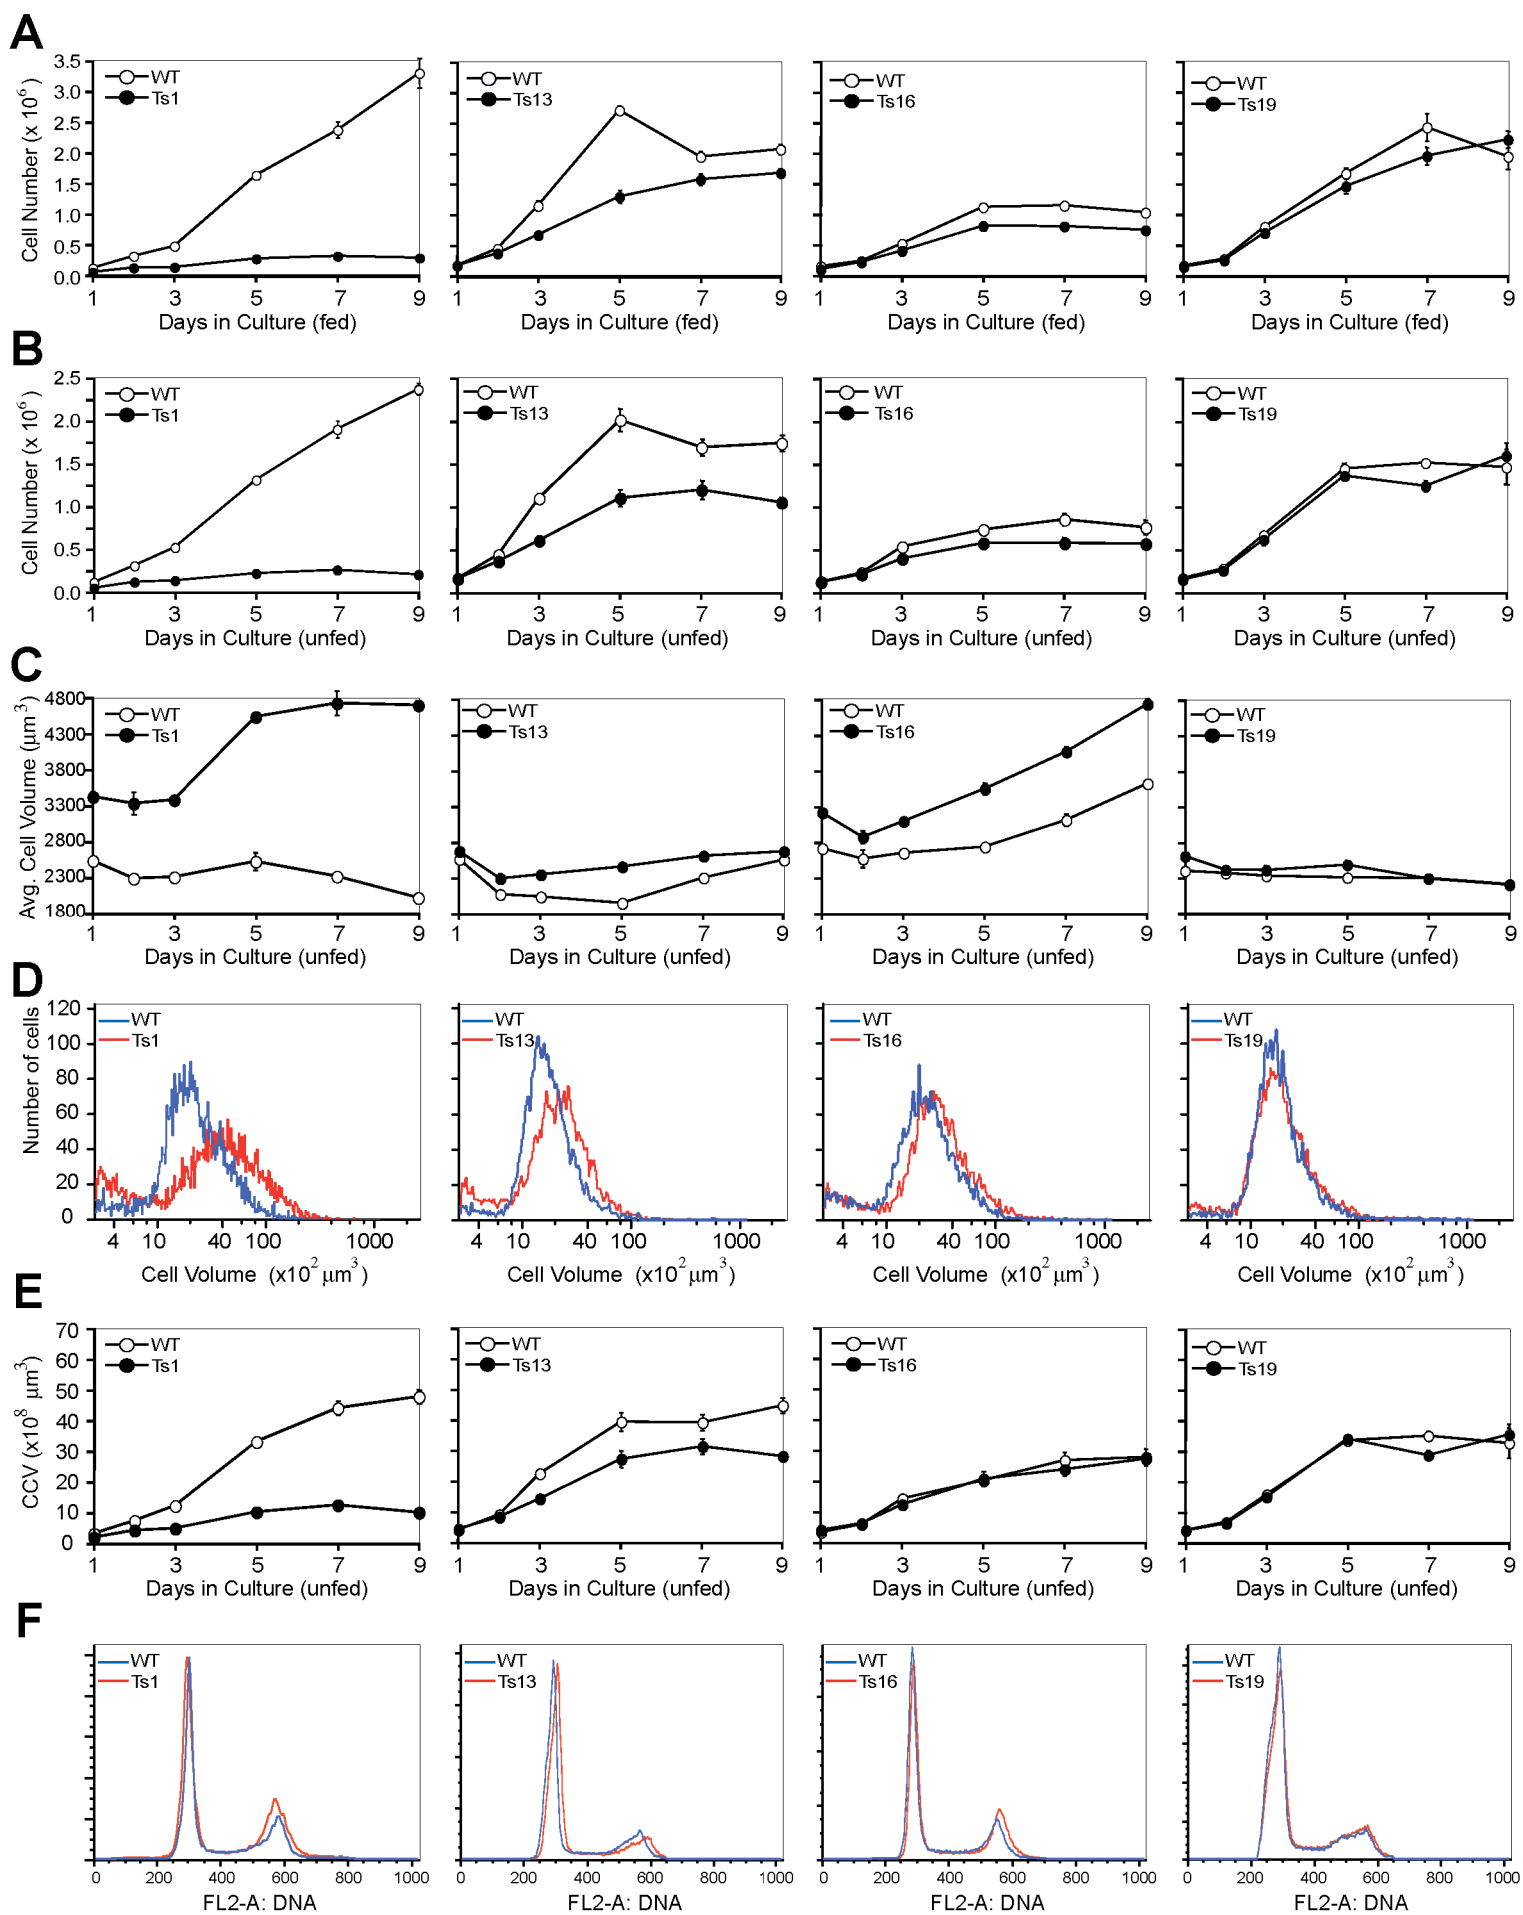 A
3.5
3.0
2.5
2.0
1.5
1.0
0.5
0.0
Cell Number (x 10⁶)
WT
Ts1
WT
Ts13
WT
Ts16
WT
Ts19
1 3 5 7 9
1 3 5 7 9
1 3 5 7 9
1 3 5 7 9
Days in Culture (fed)
Days in Culture (fed)
Days in Culture (fed)
Days in Culture (fed)
B
2.5
2.0
1.5
1.0
0.5
0.0
Cell Number (x 10⁶)
WT
Ts1
WT
Ts13
WT
Ts16
WT
Ts19
1 3 5 7 9
1 3 5 7 9
1 3 5 7 9
1 3 5 7 9
Days in Culture (unfed)
Days in Culture (unfed)
Days in Culture (unfed)
Days in Culture (unfed)
C
4800
4300
3800
3300
2800
2300
1800
Avg. Cell Volume (μm³)
WT
Ts1
WT
Ts13
WT
Ts16
WT
Ts19
1 3 5 7 9
1 3 5 7 9
1 3 5 7 9
1 3 5 7 9
Days in Culture (unfed)
Days in Culture (unfed)
Days in Culture (unfed)
Days in Culture (unfed)
D
120
100
80
60
40
20
0
Number of cells
WT
Ts1
WT
Ts13
WT
Ts16
WT
Ts19
4 10 40 100 1000
4 10 40 100 1000
4 10 40 100 1000
4 10 40 100 1000
Cell Volume (x10² μm³)
Cell Volume (x10² μm³)
Cell Volume (x10² μm³)
Cell Volume (x10² μm³)
E
70
60
50
40
30
20
10
0
CCV (x10⁸ μm³)
WT
Ts1
WT
Ts13
WT
Ts16
WT
Ts19
1 3 5 7 9
1 3 5 7 9
1 3 5 7 9
1 3 5 7 9
Days in Culture (unfed)
Days in Culture (unfed)
Days in Culture (unfed)
Days in Culture (unfed)
F
WT
Ts1
WT
Ts13
WT
Ts16
WT
Ts19
0 200 400 600 800 1000
0 200 400 600 800 1000
0 200 400 600 800 1000
0 200 400 600 800 1000
FL2-A: DNA
FL2-A: DNA
FL2-A: DNA
FL2-A: DNA